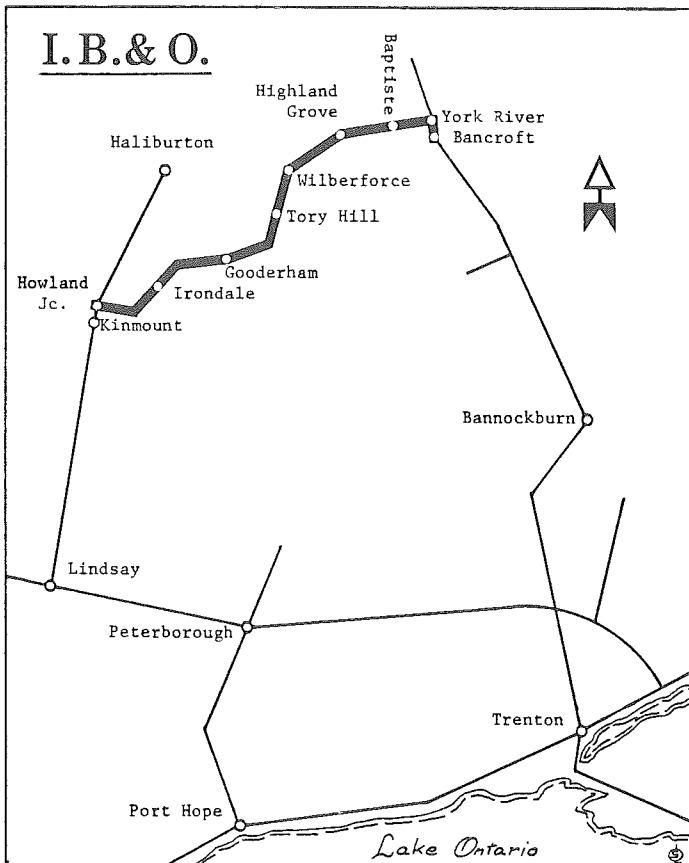 I.B.& O.
Baptiste
Highland
Grove
York River
Bancroft
Haliburton
Wilberforce
Tory Hill
Gooderham
Howland
Jc.
Irondale
Kinmount
Bannockburn
Lindsay
Peterborough
Trenton
Port Hope
Lake Ontario